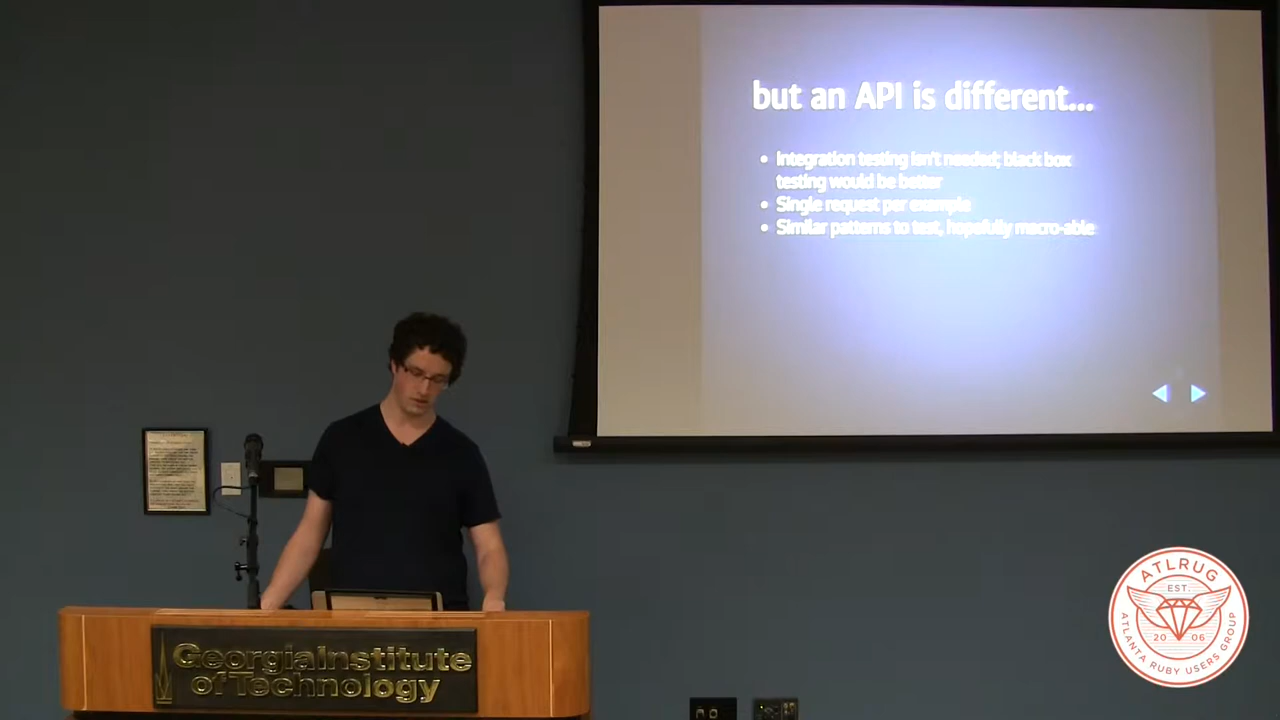 but an API is different...
• Integration testing isn't needed; black box
testing would be better
• Single request per example
• Similar patterns to test, hopefully macro-able
Georgia Institute
of Technology
ATLRUG
EST.
20 06
ATLANTA RUBY USERS GROUP